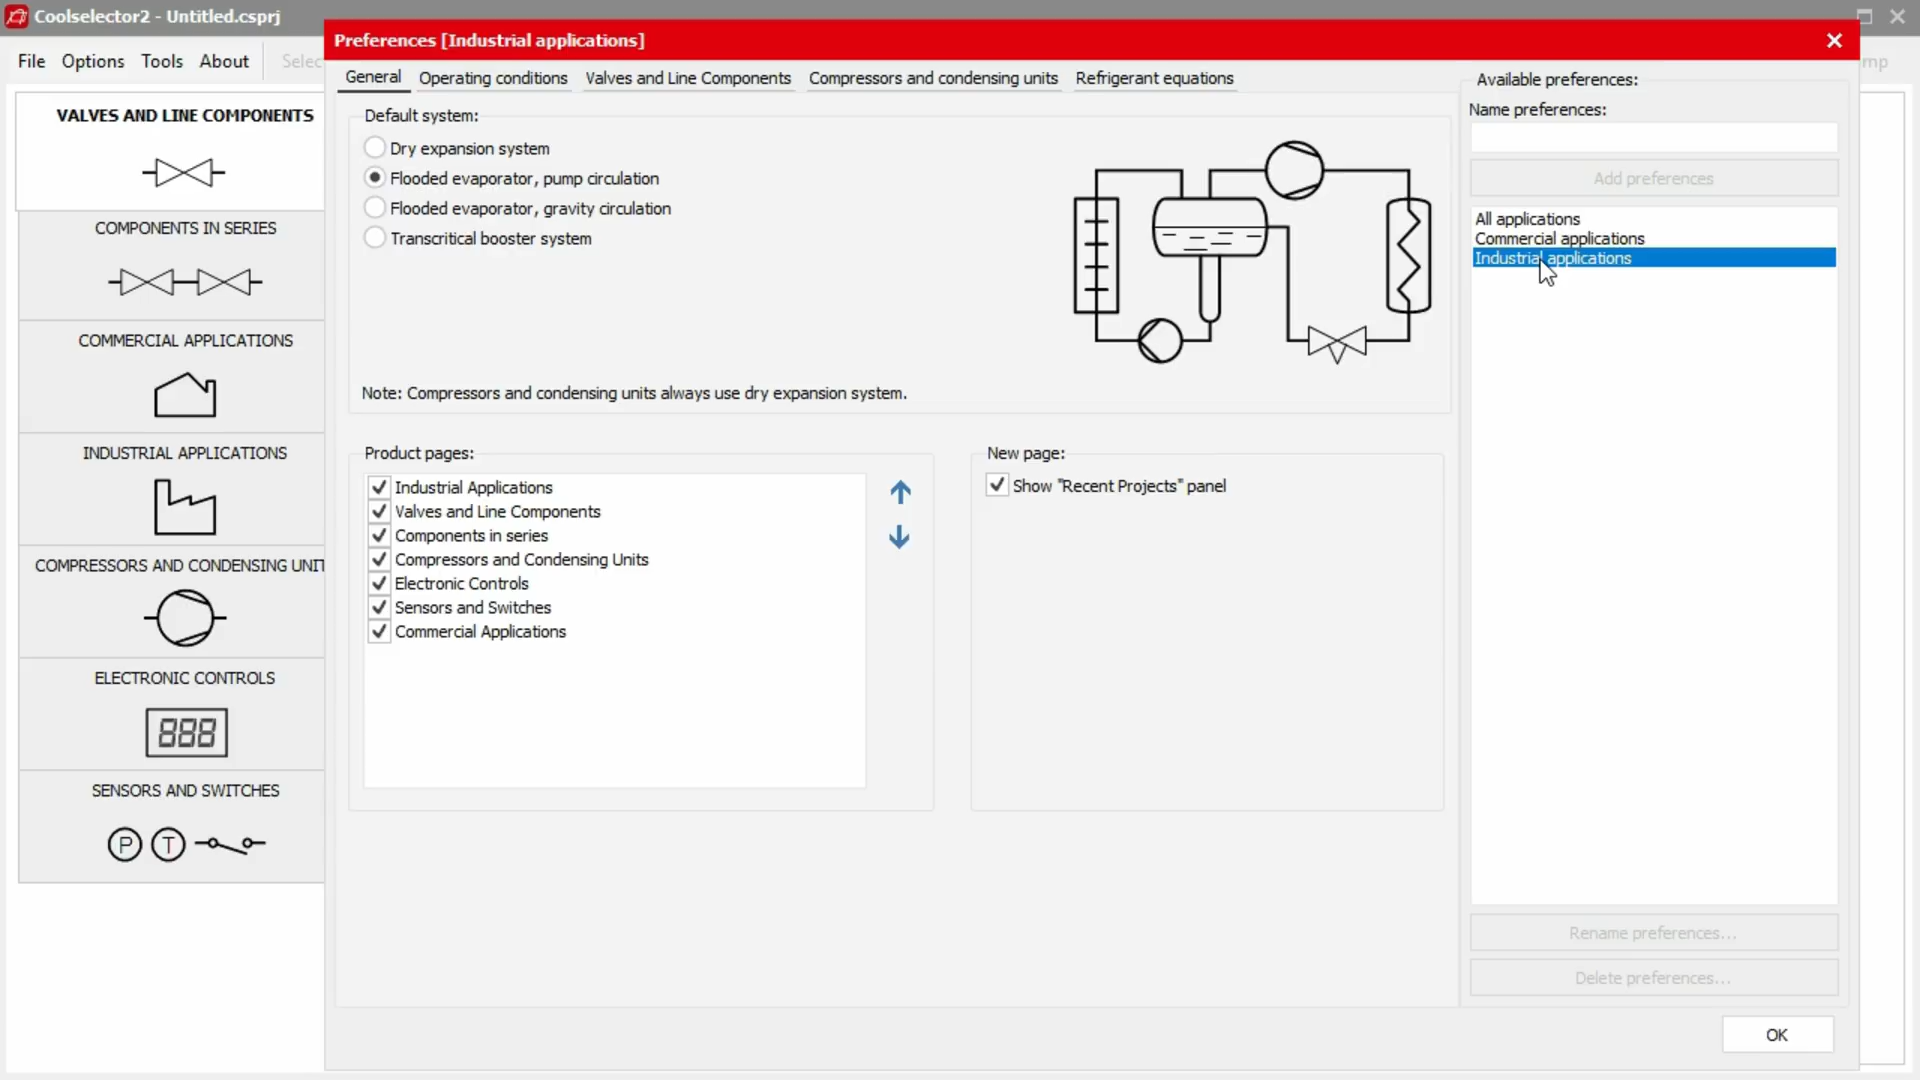 Coolselector2 - Untitled.csprj
File Options Tools About Selec
Preferences [Industrial applications]
General Operating conditions Valves and Line Components Compressors and condensing units Refrigerant equations
VALVES AND LINE COMPONENTS
COMPONENTS IN SERIES
COMMERCIAL APPLICATIONS
INDUSTRIAL APPLICATIONS
COMPRESSORS AND CONDENSING UNIT
ELECTRONIC CONTROLS
888
SENSORS AND SWITCHES
P T
Default system:
Dry expansion system
Flooded evaporator, pump circulation
Flooded evaporator, gravity circulation
Transcritical booster system
Note: Compressors and condensing units always use dry expansion system.
Product pages:
Industrial Applications
Valves and Line Components
Components in series
Compressors and Condensing Units
Electronic Controls
Sensors and Switches
Commercial Applications
New page:
Show "Recent Projects" panel
Available preferences:
Name preferences:
Add preferences
All applications
Commercial applications
Industrial applications
Rename preferences...
Delete preferences...
OK
mp